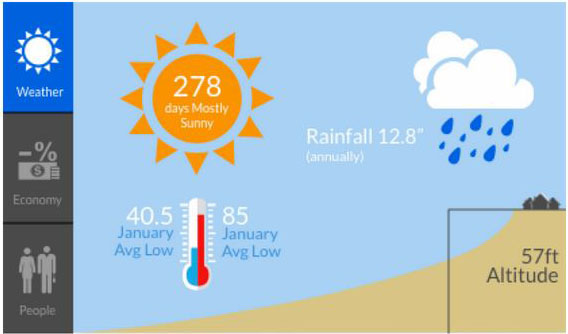 Weather
-%
$
Economy
People
278
days Mostly
Sunny
Rainfall 12.8"
(annually)
40.5
January
Avg Low
85
January
Avg Low
57ft
Altitude